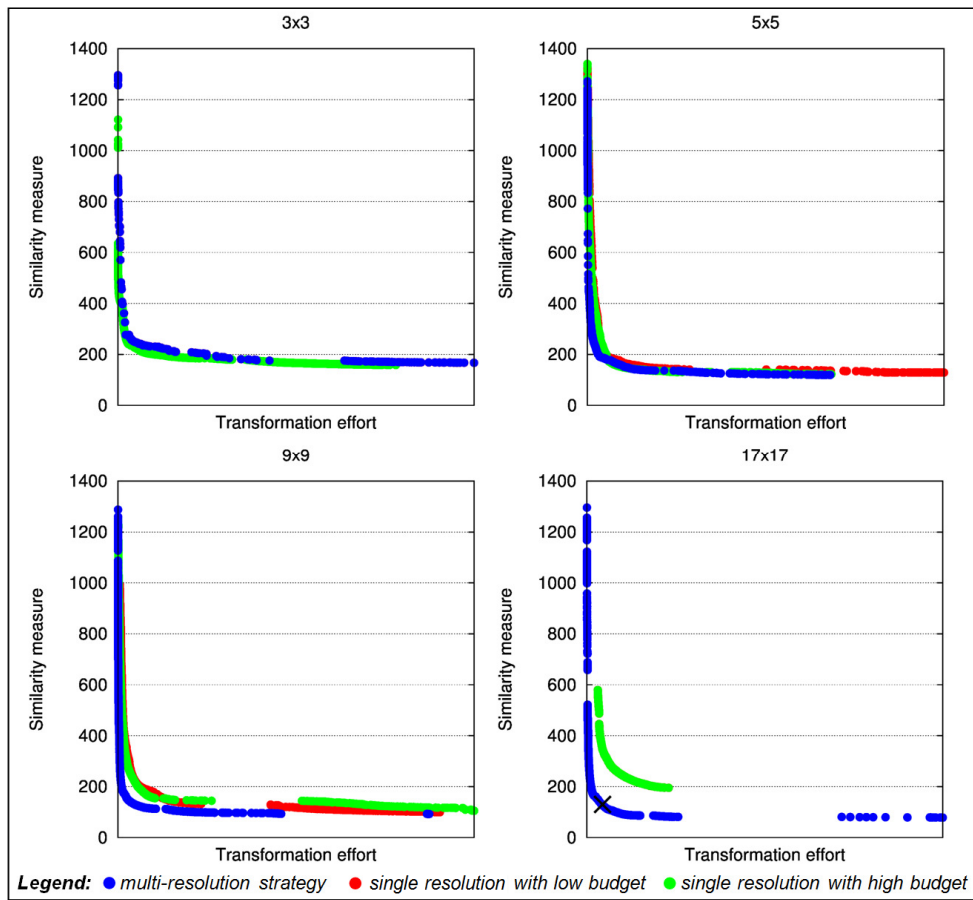 3x3
5x5
1400
1200
1000
800
600
400
200
0
Similarity measure
Transformation effort
1400
1200
1000
800
600
400
200
0
Similarity measure
Transformation effort
9x9
17x17
1400
1200
1000
800
600
400
200
0
Similarity measure
Transformation effort
1400
1200
1000
800
600
400
200
0
Similarity measure
Transformation effort
Legend: multi-resolution strategy single resolution with low budget single resolution with high budget